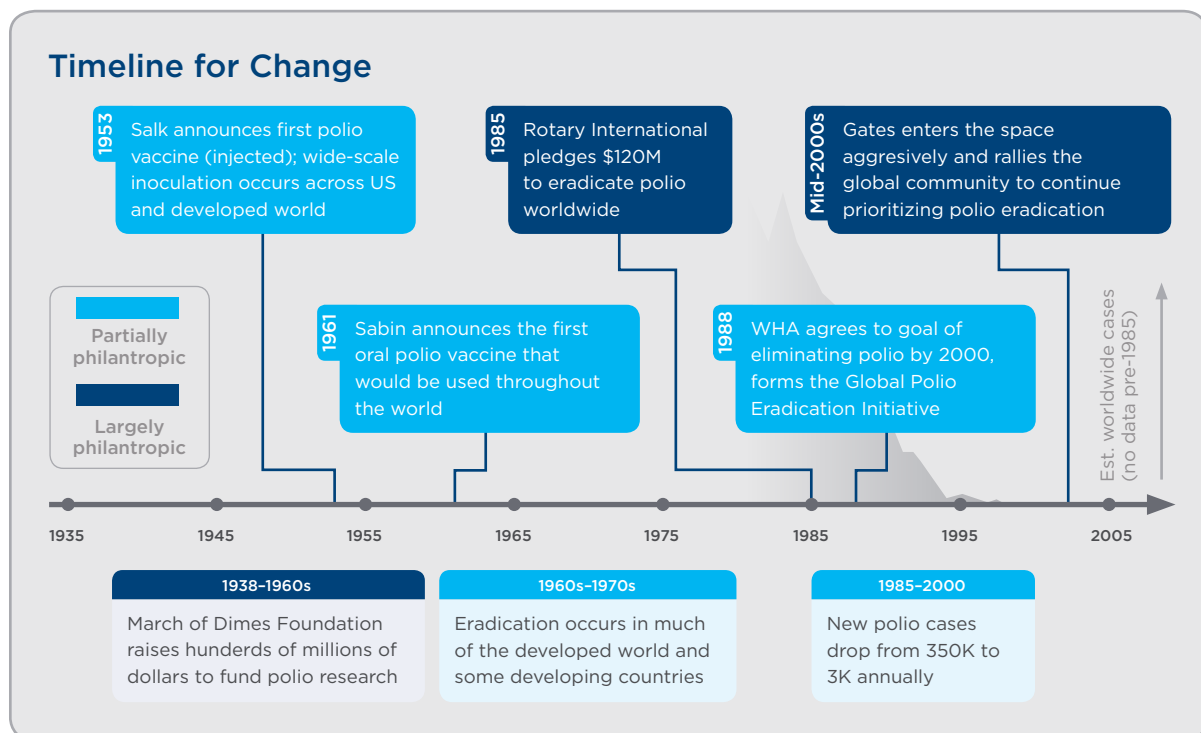 Timeline for Change
1953
Salk announces first polio
vaccine (injected); wide-scale
inoculation occurs across US
and developed world
1985
Rotary International
pledges $120M
to eradicate polio
worldwide
Mid-2000s
Gates enters the space
aggresively and rallies the
global community to continue
prioritizing polio eradication
Partially
philantropic
Largely
philantropic
1961
Sabin announces the first
oral polio vaccine that
would be used throughout
the world
1988
WHA agrees to goal of
eliminating polio by 2000,
forms the Global Polio
Eradication Initiative
Est. worldwide cases
(no data pre-1985)
1935
1945
1955
1965
1975
1985
1995
2005
1938–1960s
March of Dimes Foundation
raises hunderds of millions of
dollars to fund polio research
1960s–1970s
Eradication occurs in much
of the developed world and
some developing countries
1985–2000
New polio cases
drop from 350K to
3K annually